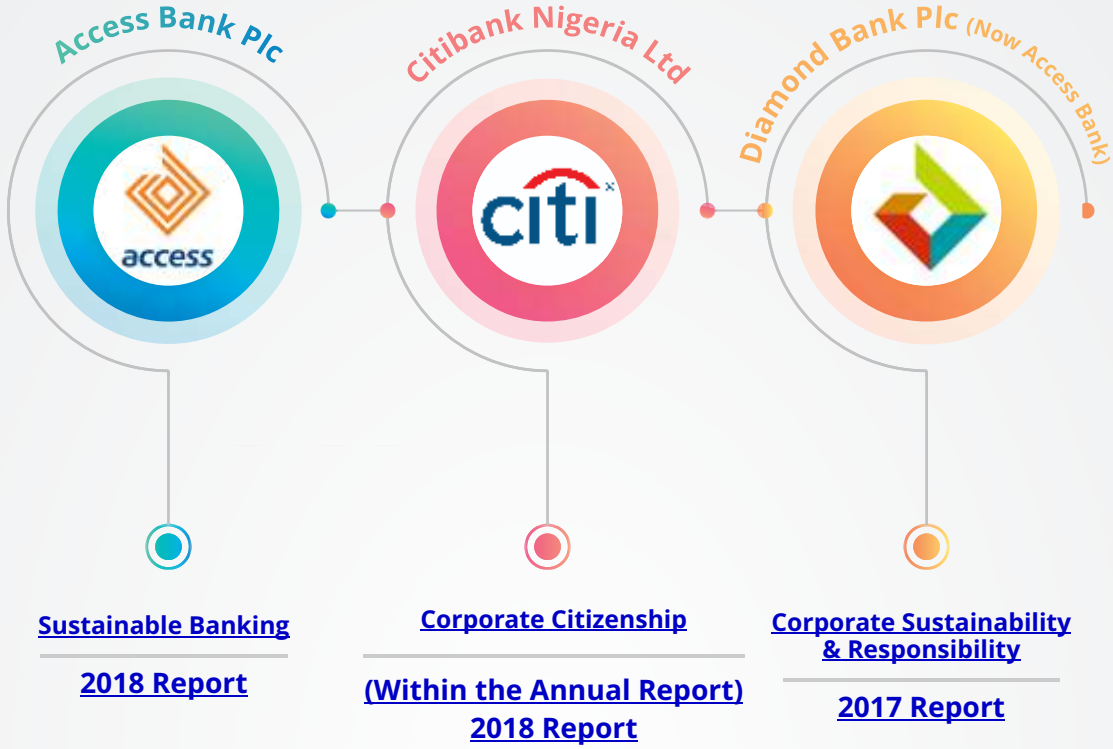 Access Bank Plc
Citibank Nigeria Ltd
Diamond Bank Plc (Now Access Bank)
access
citi
Sustainable Banking
2018 Report
Corporate Citizenship
(Within the Annual Report)
2018 Report
Corporate Sustainability
& Responsibility
2017 Report